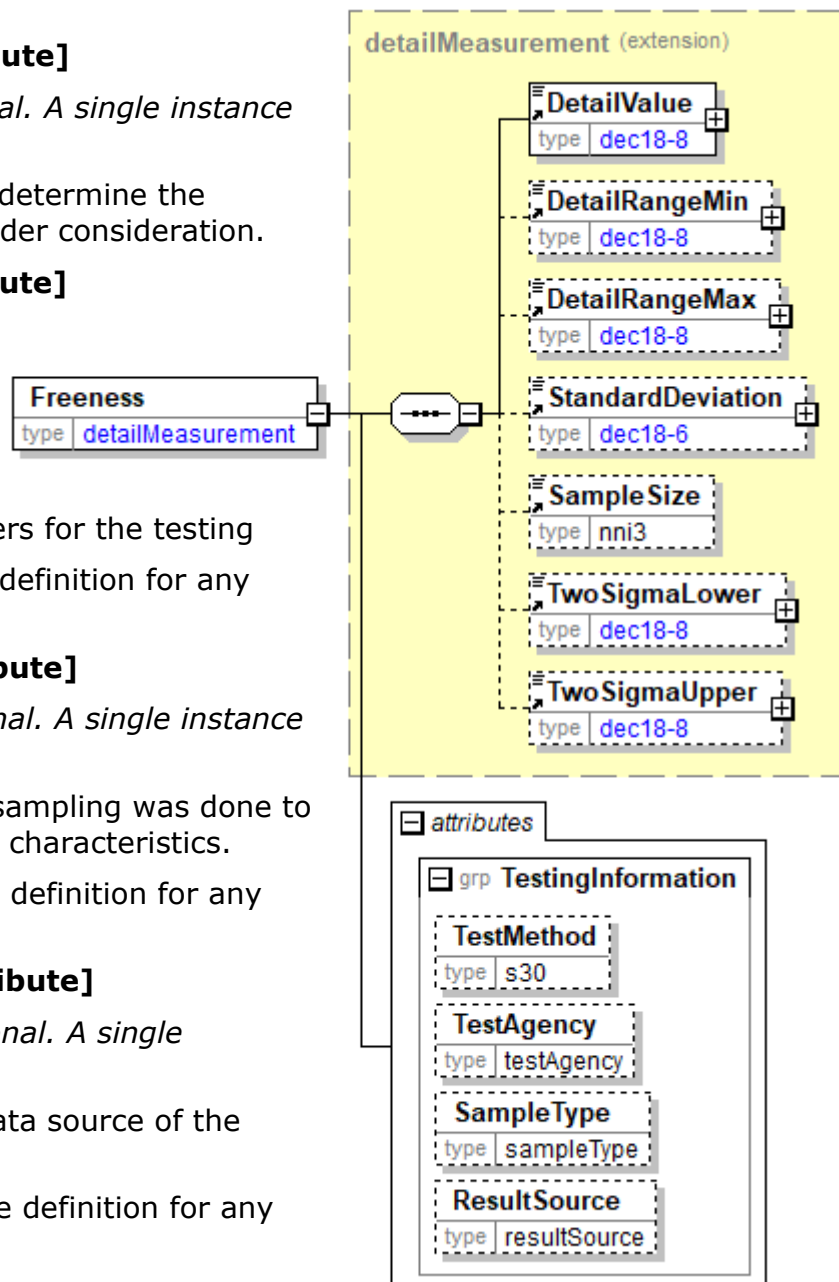 ute]
al. A single instance
determine the
der consideration.
ute]
ers for the testing
definition for any
bute]
nal. A single instance
sampling was done to
characteristics.
definition for any
ibute]
onal. A single
ata source of the
e definition for any
Freeness
type detailMeasurement
detailMeasurement (extension)
DetailValue
type dec18-8
DetailRangeMin
type dec18-8
DetailRangeMax
type dec18-8
StandardDeviation
type dec18-6
SampleSize
type nni3
TwoSigmaLower
type dec18-8
TwoSigmaUpper
type dec18-8
attributes
grp TestingInformation
TestMethod
type s30
TestAgency
type testAgency
SampleType
type sampleType
ResultSource
type resultSource